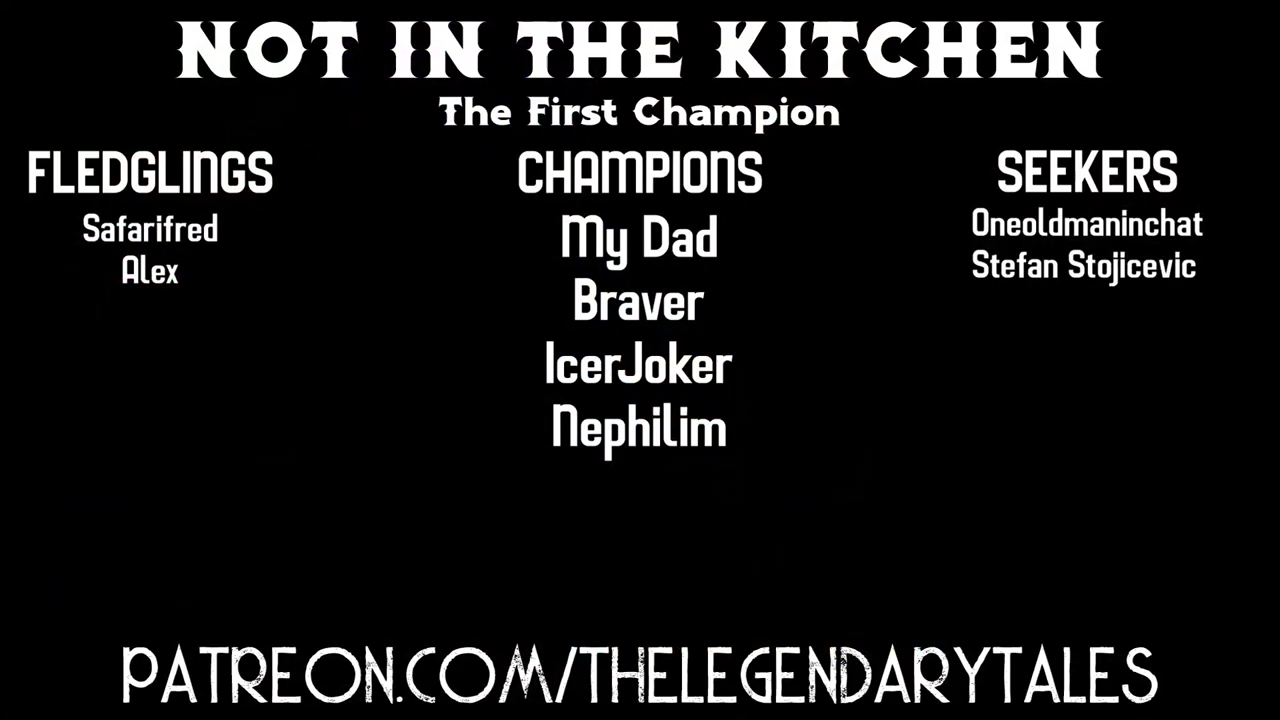 NOT IN THE KITCHEN
The First Champion
FLEDGLINGS
Safarifred
Alex
CHAMPIONS
My Dad
Braver
IcerJoker
Nephilim
SEEKERS
Oneoldmaninchat
Stefan Stojicevic
PATREON.COM/THELEGENDARYTALES